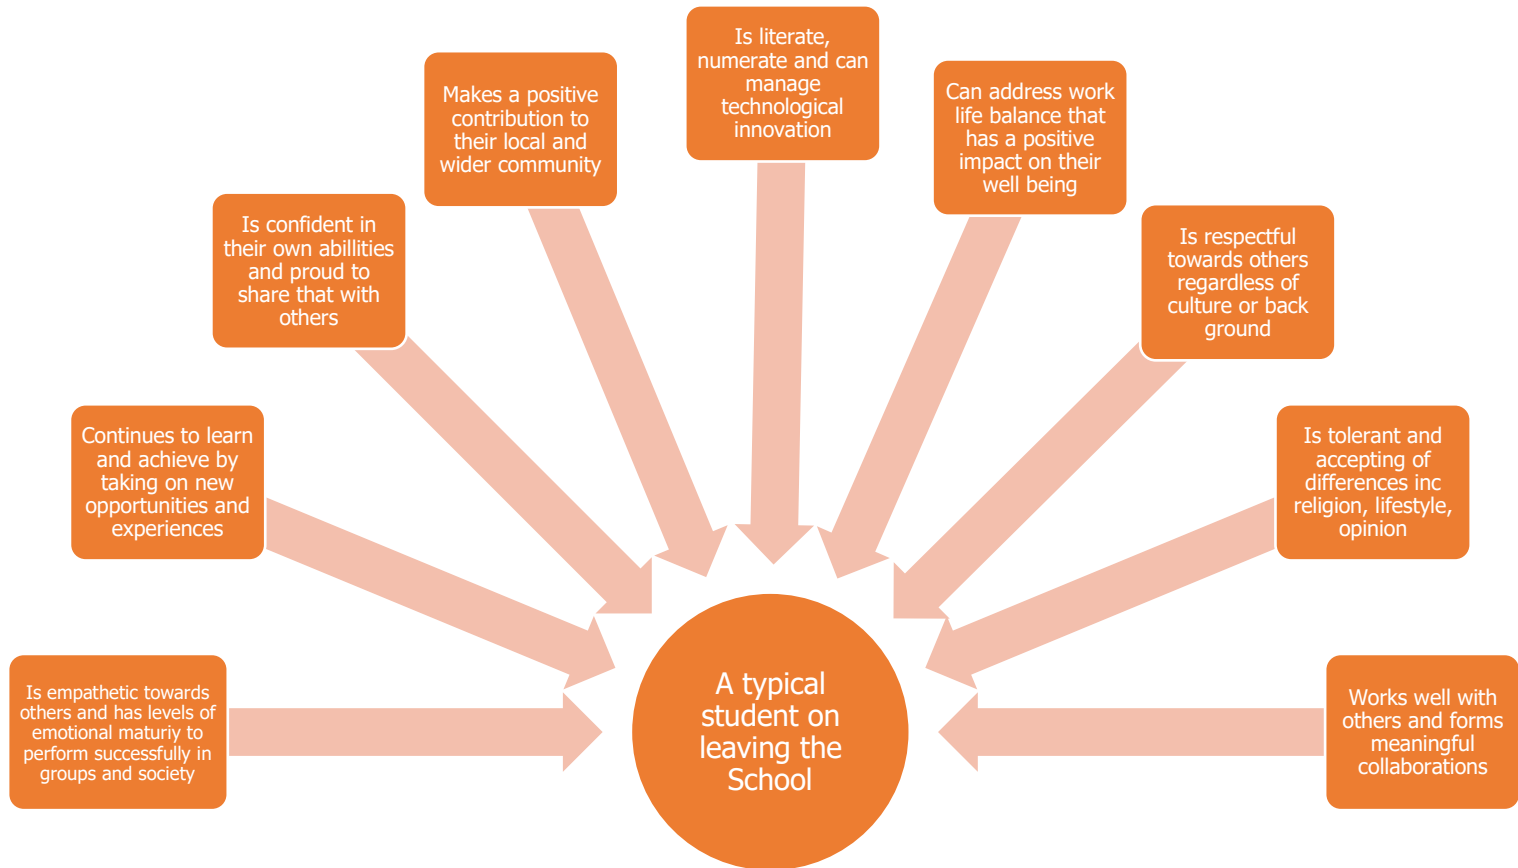 Is literate,
numerate and can
manage
technological
innovation
Makes a positive
contribution to
their local and
wider community
Can address work
life balance that
has a positive
impact on their
well being
Is confident in
their own abillities
and proud to
share that with
others
Is respectful
towards others
regardless of
culture or back
ground
Continues to learn
and achieve by
taking on new
opportunities and
experiences
Is tolerant and
accepting of
differences inc
religion, lifestyle,
opinion
Is empathetic towards
others and has levels of
emotional maturiy to
perform successfully in
groups and society
A typical
student on
leaving the
School
Works well with
others and forms
meaningful
collaborations